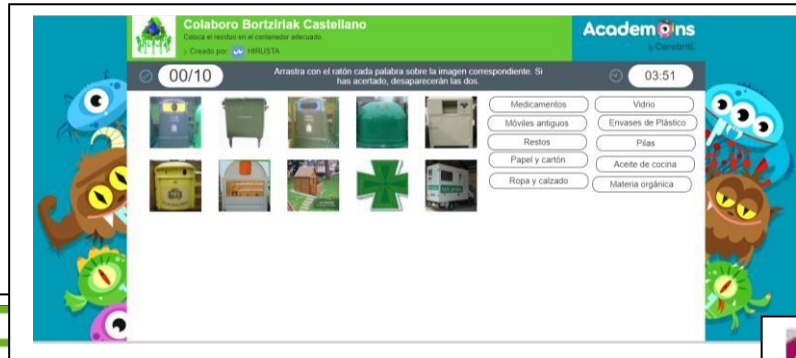 Colaboro Bortziriak Castellano
Coloca el residuo en el contenedor adecuado.
Creado por: HIRUSTA
Academons
by Cerebriti
00/10
Arrastra con el ratón cada palabra sobre la imagen correspondiente. Si
has acertado, desaparecerán las dos.
03:51
Medicamentos
Vidrio
Móviles antiguos
Envases de Plástico
Restos
Pilas
Papel y cartón
Aceite de cocina
Ropa y calzado
Materia orgánica